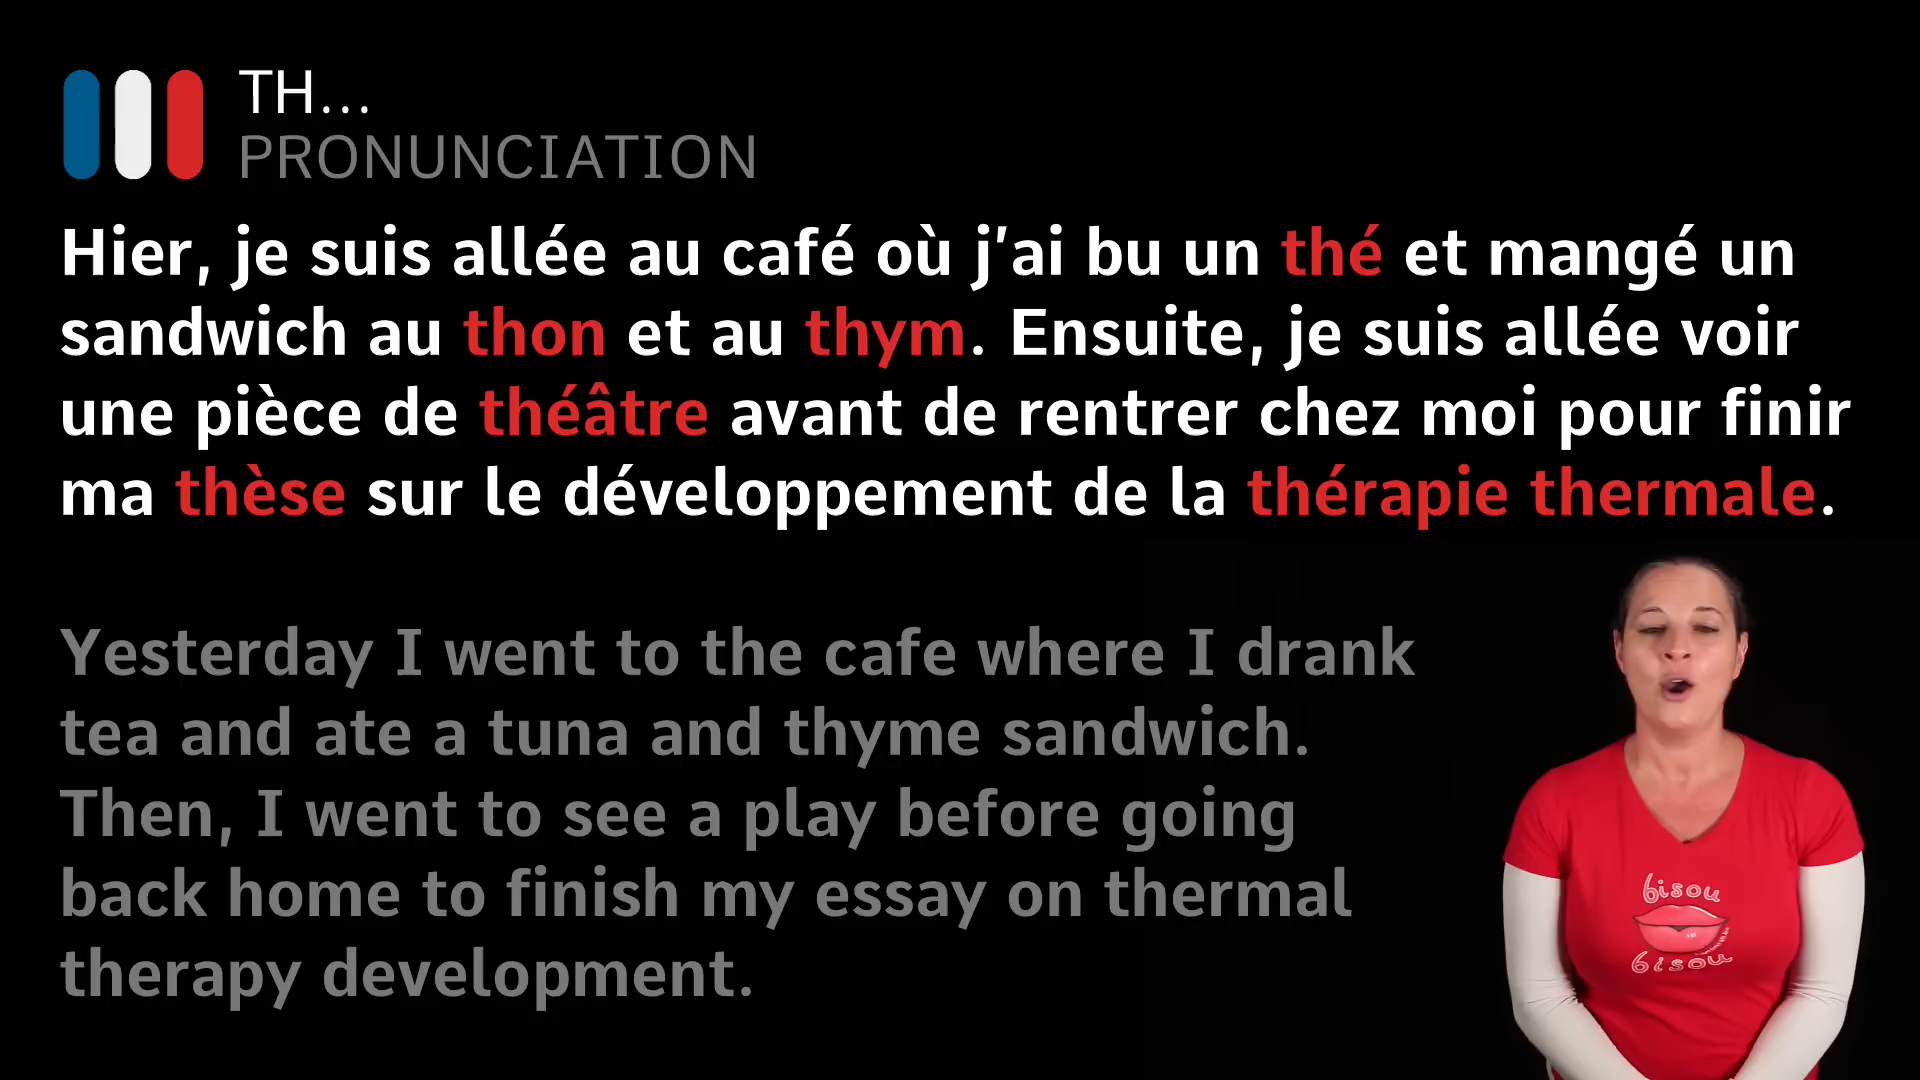 TH...
PRONUNCIATION
Hier, je suis allée au café où j'ai bu un thé et mangé un
sandwich au thon et au thym. Ensuite, je suis allée voir
une pièce de théâtre avant de rentrer chez moi pour finir
ma thèse sur le développement de la thérapie thermale.
Yesterday I went to the cafe where I drank
tea and ate a tuna and thyme sandwich.
Then, I went to see a play before going
back home to finish my essay on thermal
therapy development.
bisou
bisou